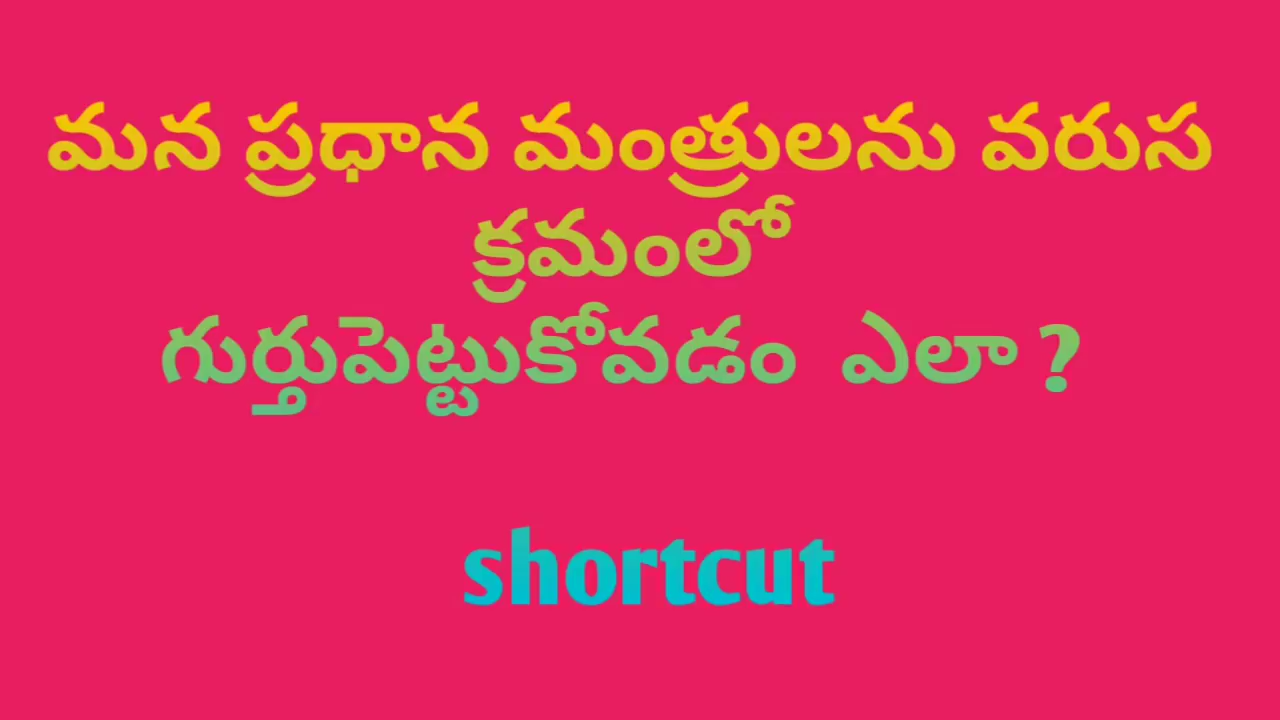 మన ప్రధాన మంత్రులను వరుస
క్రమంలో
గుర్తుపెట్టుకోవడం ఎలా ?
shortcut